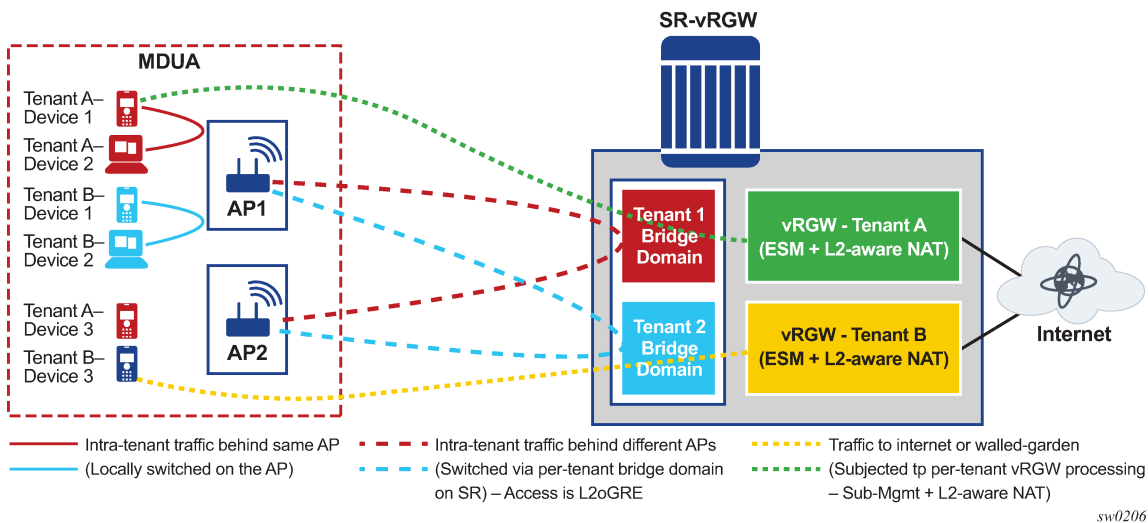 SR-vRGW
MDUA
Tenant A–
Device 1
Tenant A–
Device 2
Tenant B–
Device 1
Tenant B–
Device 2
AP1
Tenant A–
Device 3
Tenant B–
Device 3
AP2
Tenant 1
Bridge
Domain
Tenant 2
Bridge
Domain
vRGW - Tenant A
(ESM + L2-aware NAT)
vRGW - Tenant B
(ESM + L2-aware NAT)
Internet
Intra-tenant traffic behind same AP
(Locally switched on the AP)
Intra-tenant traffic behind different APs
(Switched via per-tenant bridge domain
on SR) – Access is L2oGRE
Traffic to internet or walled-garden
(Subjected tp per-tenant vRGW processing
– Sub-Mgmt + L2-aware NAT)
sw0206